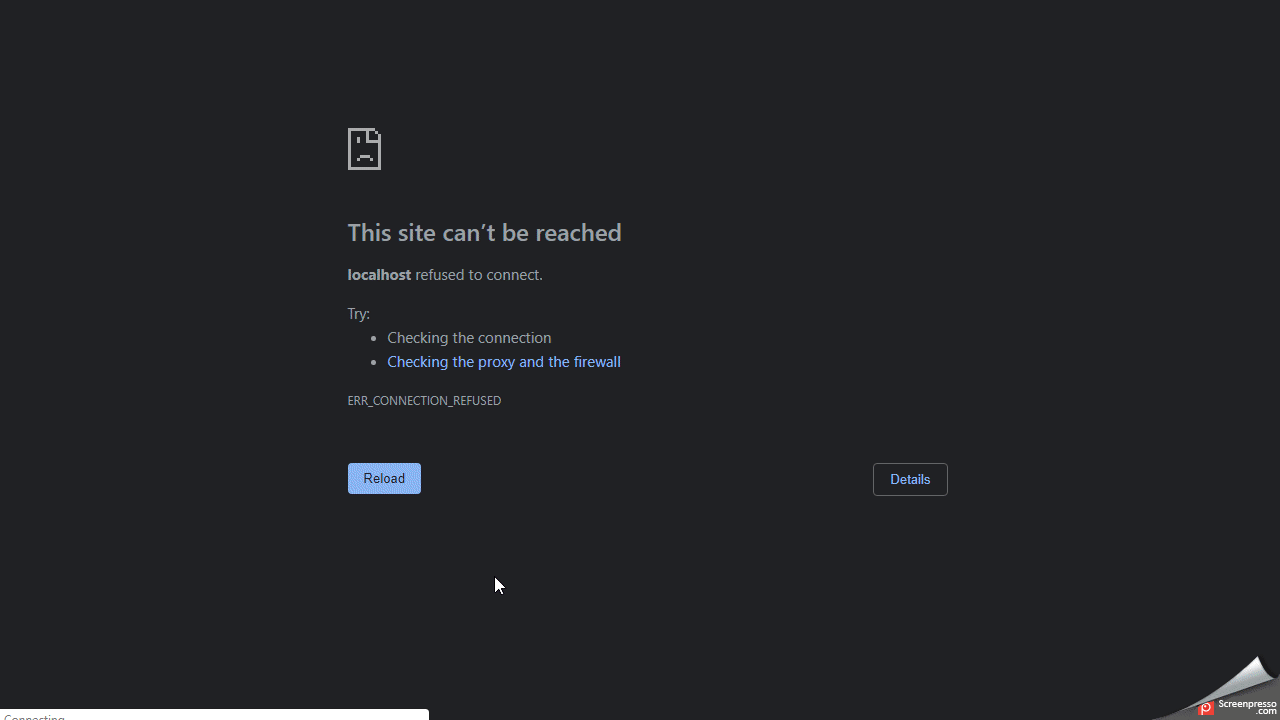 This site can’t be reached
localhost refused to connect.
Try:
Checking the connection
Checking the proxy and the firewall
ERR_CONNECTION_REFUSED
Reload
Details
Connecting
Screenpresso
.com